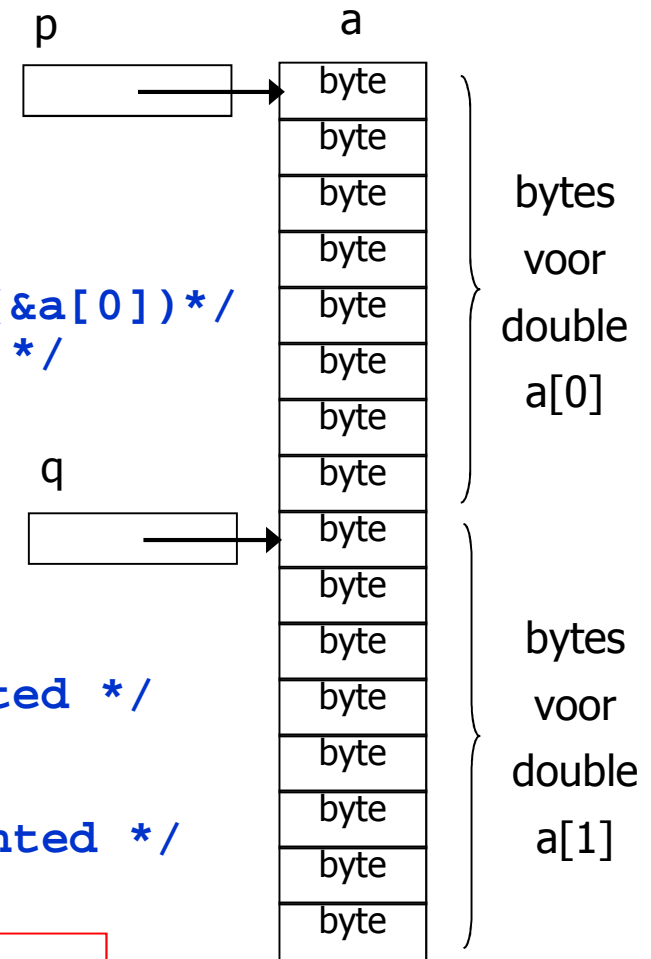 p
a
byte
byte
byte
byte
byte
byte
byte
byte
bytes
voor
double
a[0]
&a[0])*/
*/
q
byte
byte
byte
byte
byte
byte
byte
byte
bytes
voor
double
a[1]
ted */
nted */